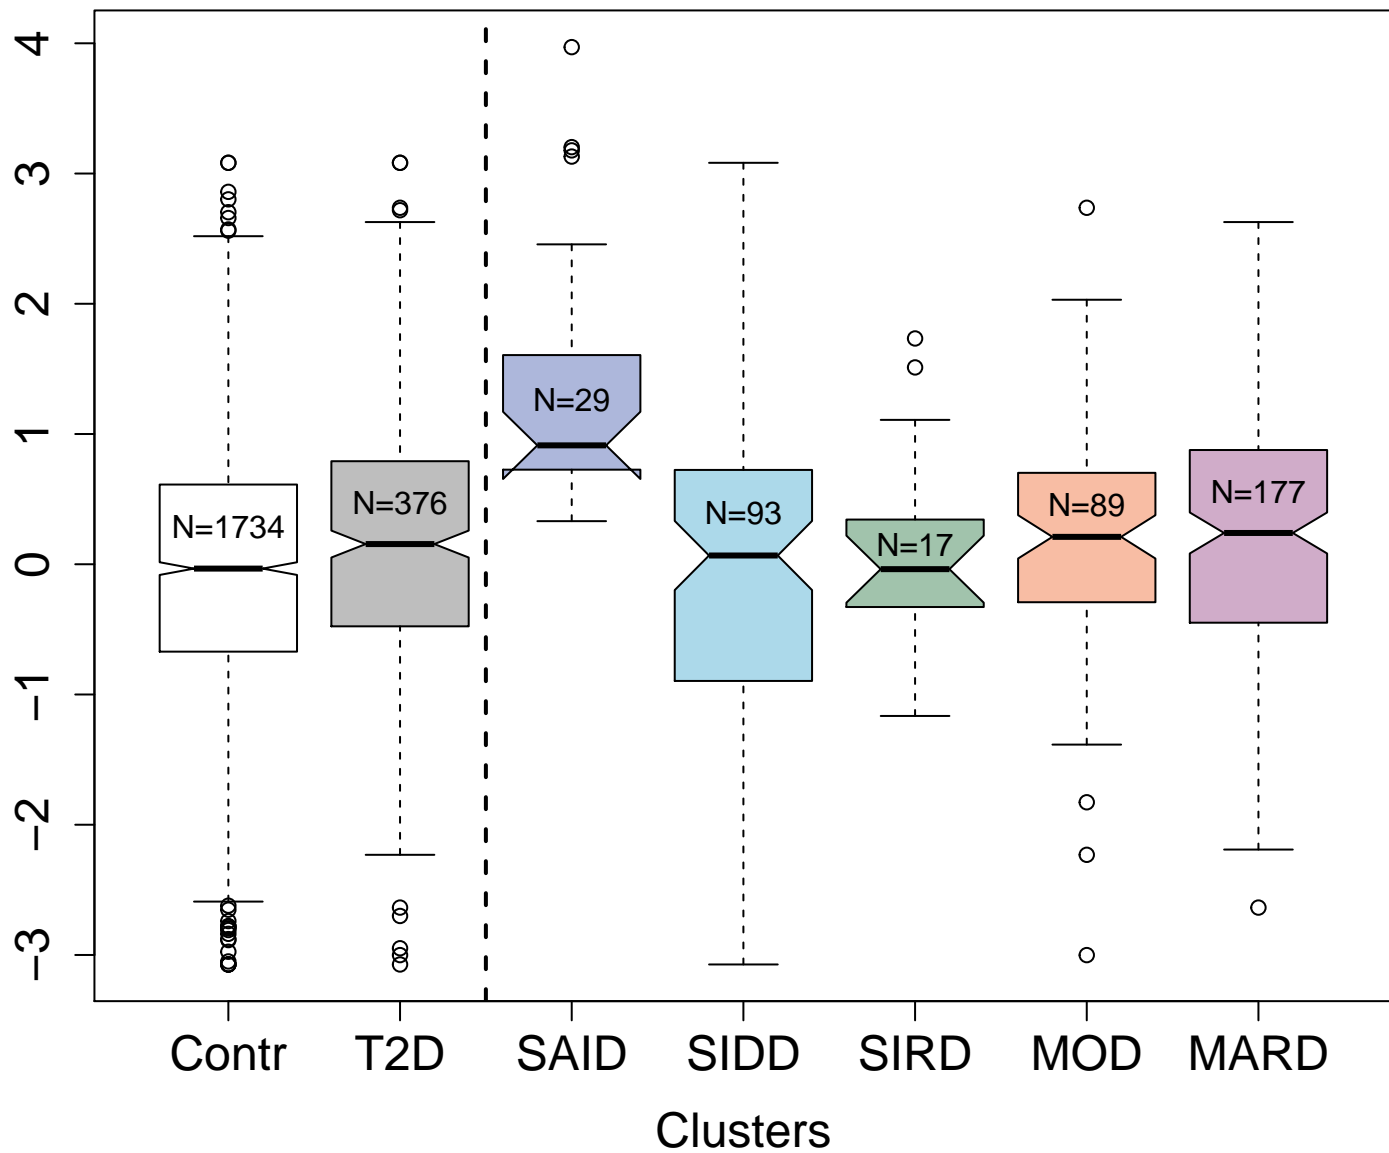 4
3
2
1
0
−1
−2
−3
N=1734
N=376
N=29
N=93
N=17
N=89
N=177
Contr T2D SAID SIDD SIRD MOD MARD
Clusters